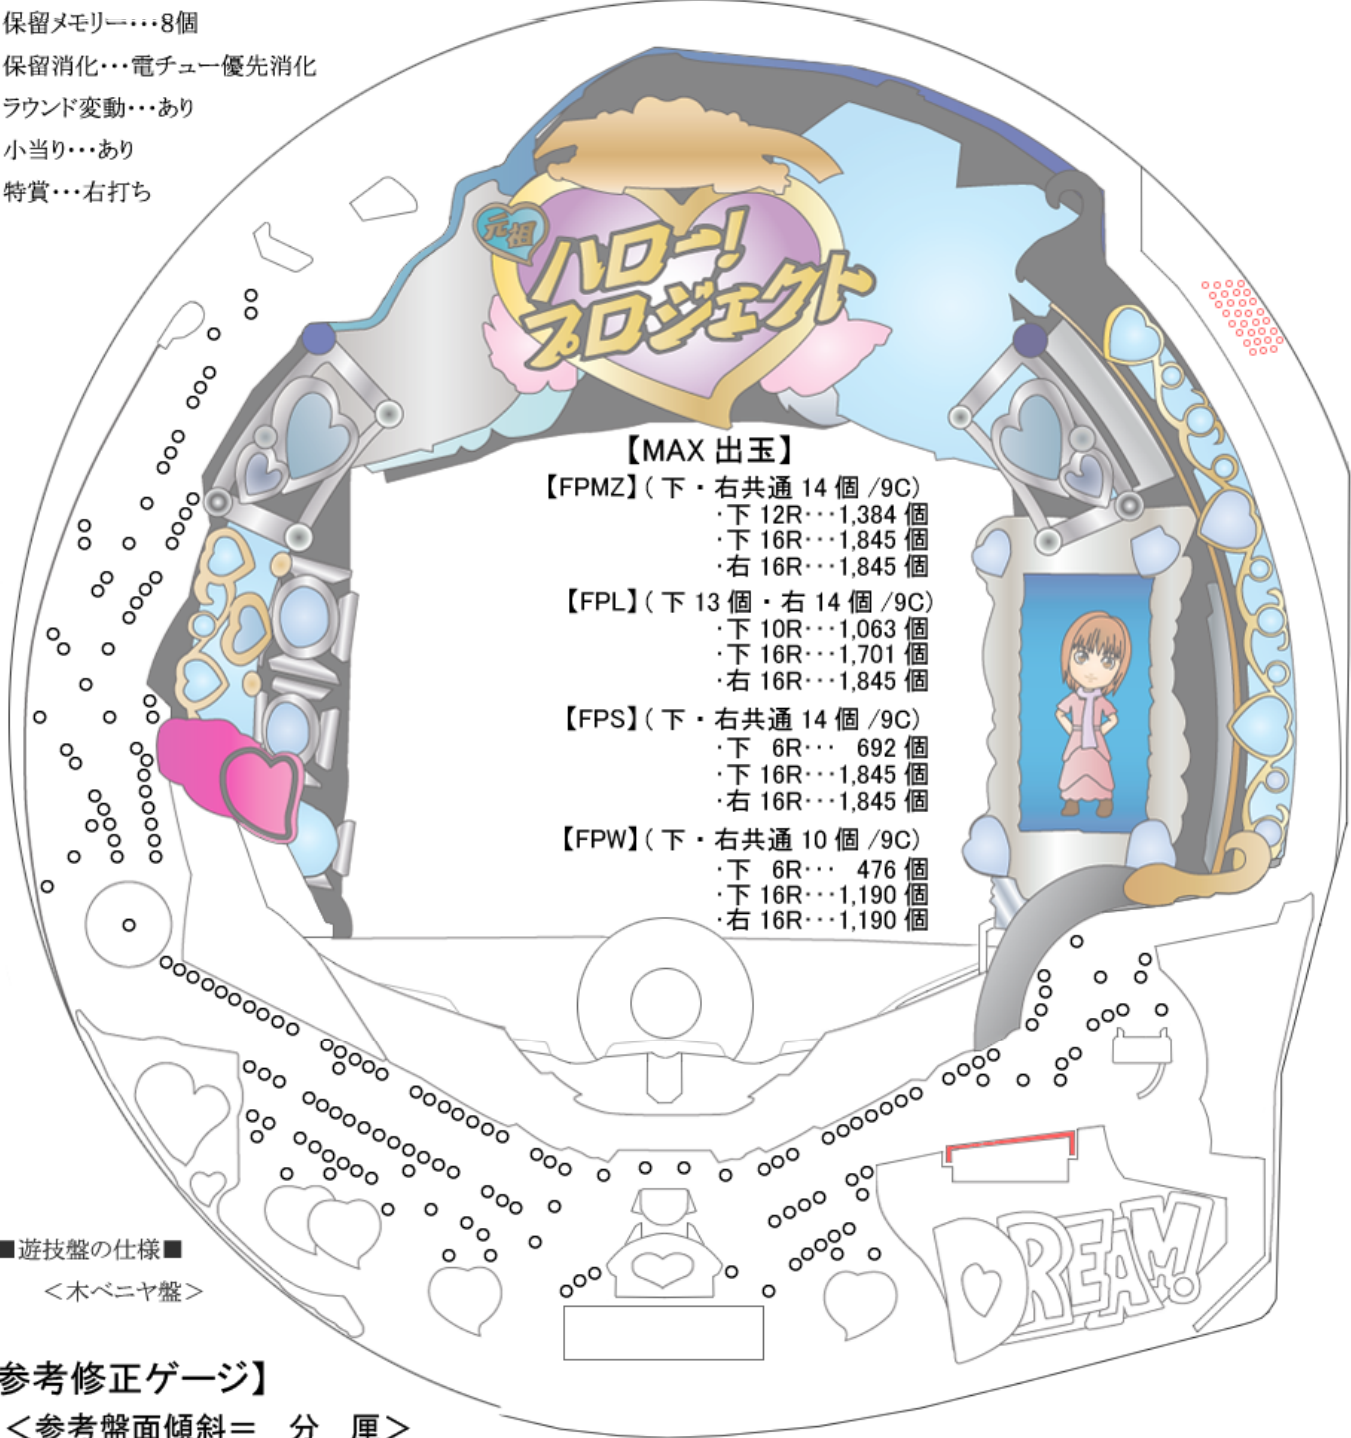 保留メモリー･･･8個
保留消化･･･電チュー優先消化
ラウンド変動･･･あり
小当り･･･あり
特賞･･･右打ち
元祖
ハロー!
プロジェクト
【MAX 出玉】
【FPMZ】( 下・右共通 14 個 /9C)
･下 12R･･･1,384 個
･下 16R･･･1,845 個
･右 16R･･･1,845 個
【FPL】( 下 13 個・右 14 個 /9C)
･下 10R･･･1,063 個
･下 16R･･･1,701 個
･右 16R･･･1,845 個
【FPS】( 下・右共通 14 個 /9C)
･下 6R･･･ 692 個
･下 16R･･･1,845 個
･右 16R･･･1,845 個
【FPW】( 下・右共通 10 個 /9C)
･下 6R･･･ 476 個
･下 16R･･･1,190 個
･右 16R･･･1,190 個
DREAM!
■遊技盤の仕様■
＜木ベニヤ盤＞
参考修正ゲージ】
＜参考盤面傾斜＝ 分 厘＞